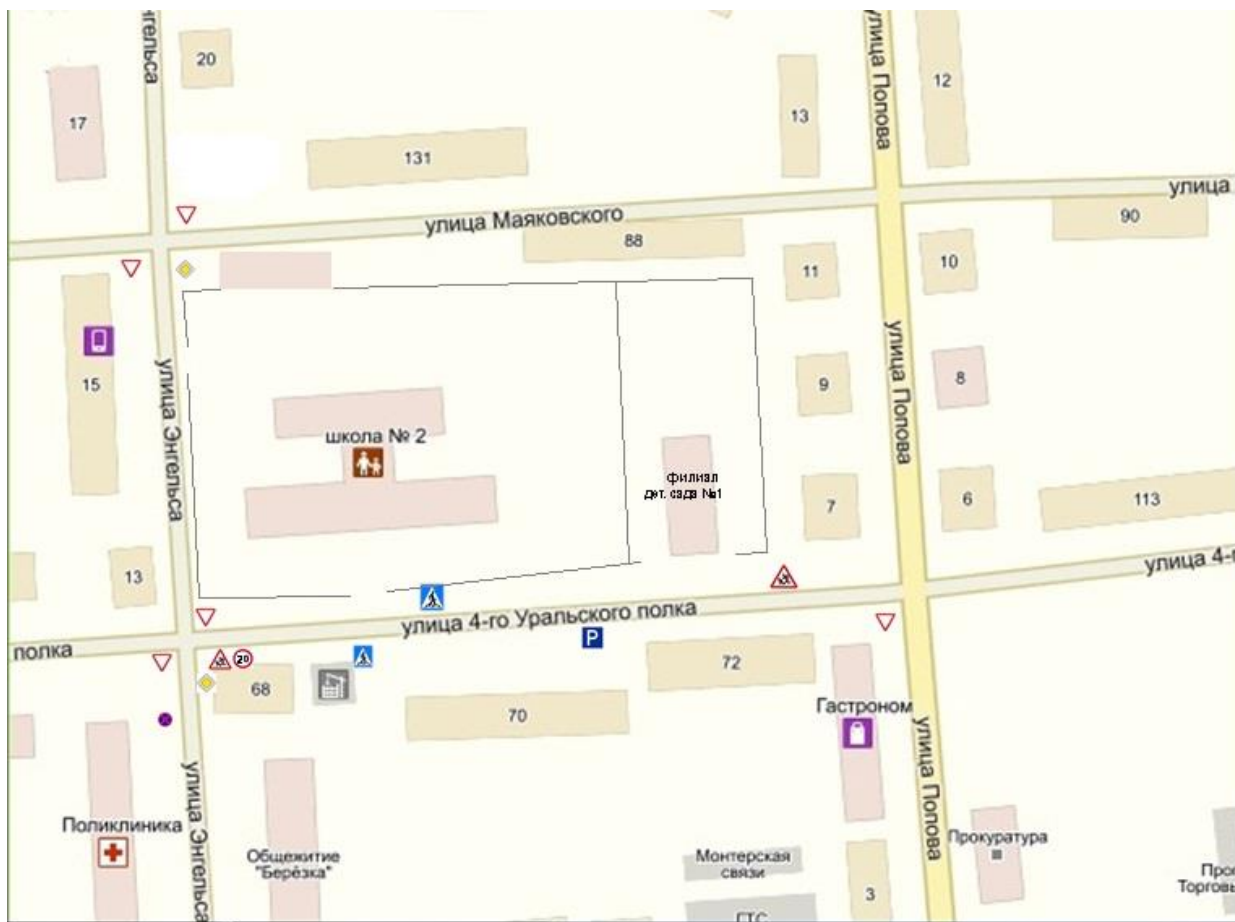 нгельса
20
17
131
улица Попова
13
12
улица
улица Маяковского
88
90
11
10
15
улица Энгельса
9
улица Попова
8
школа № 2
филиал
дет. сада №1
7
6
113
13
улица 4-го Уральского полка
улица 4-г
полка
20
P
68
72
70
Гастроном
улица Энгельса
улица Попова
Поликлиника
Общежитие
"Берёзка"
Монтерская
связи
Прокуратура
3
ГТС
Торговы